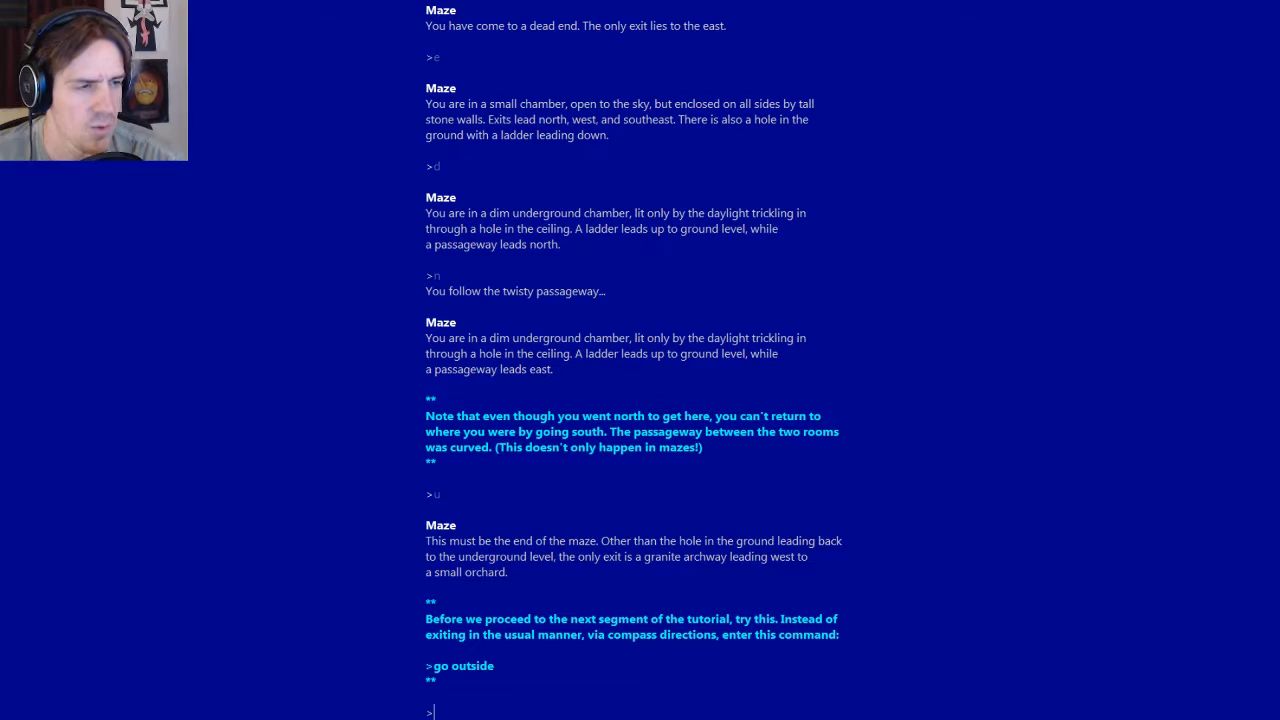 Maze
You have come to a dead end. The only exit lies to the east.
>e
Maze
You are in a small chamber, open to the sky, but enclosed on all sides by tall
stone walls. Exits lead north, west, and southeast. There is also a hole in the
ground with a ladder leading down.
>d
Maze
You are in a dim underground chamber, lit only by the daylight trickling in
through a hole in the ceiling. A ladder leads up to ground level, while
a passageway leads north.
>n
You follow the twisty passageway...
Maze
You are in a dim underground chamber, lit only by the daylight trickling in
through a hole in the ceiling. A ladder leads up to ground level, while
a passageway leads east.
**
Note that even though you went north to get here, you can't return to
where you were by going south. The passageway between the two rooms
was curved. (This doesn't only happen in mazes!)
**
>u
Maze
This must be the end of the maze. Other than the hole in the ground leading back
to the underground level, the only exit is a granite archway leading west to
a small orchard.
**
Before we proceed to the next segment of the tutorial, try this. Instead of
exiting in the usual manner, via compass directions, enter this command:
>go outside
**
>